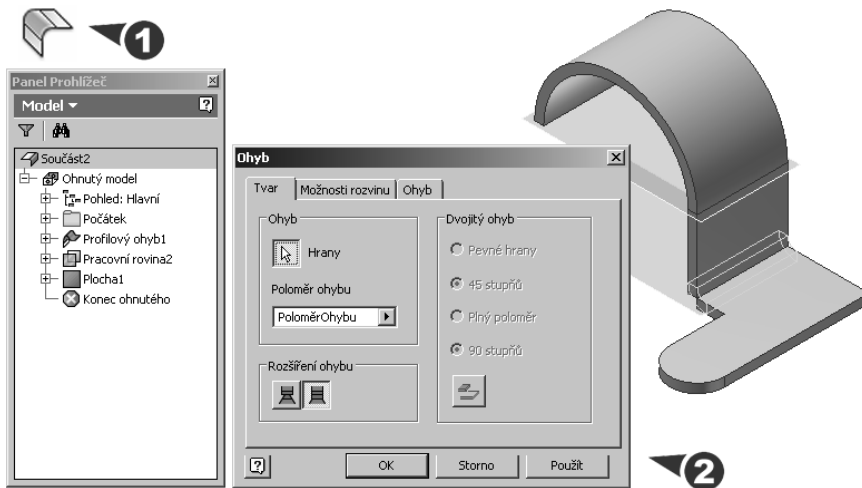 1
Panel Prohlížeč
Model
Součást2
Ohnutý model
Pohled: Hlavní
Počátek
Profilový ohyb1
Pracovní rovina2
Plocha1
Konec ohnutého
Ohyb
Tvar Možnosti rozvinu Ohyb
Ohyb
Hrany
Poloměr ohybu
PoloměrOhybu
Rozšíření ohybu
Dvojitý ohyb
Pevné hrany
45 stupňů
Plný poloměr
90 stupňů
OK Storno Použít
2